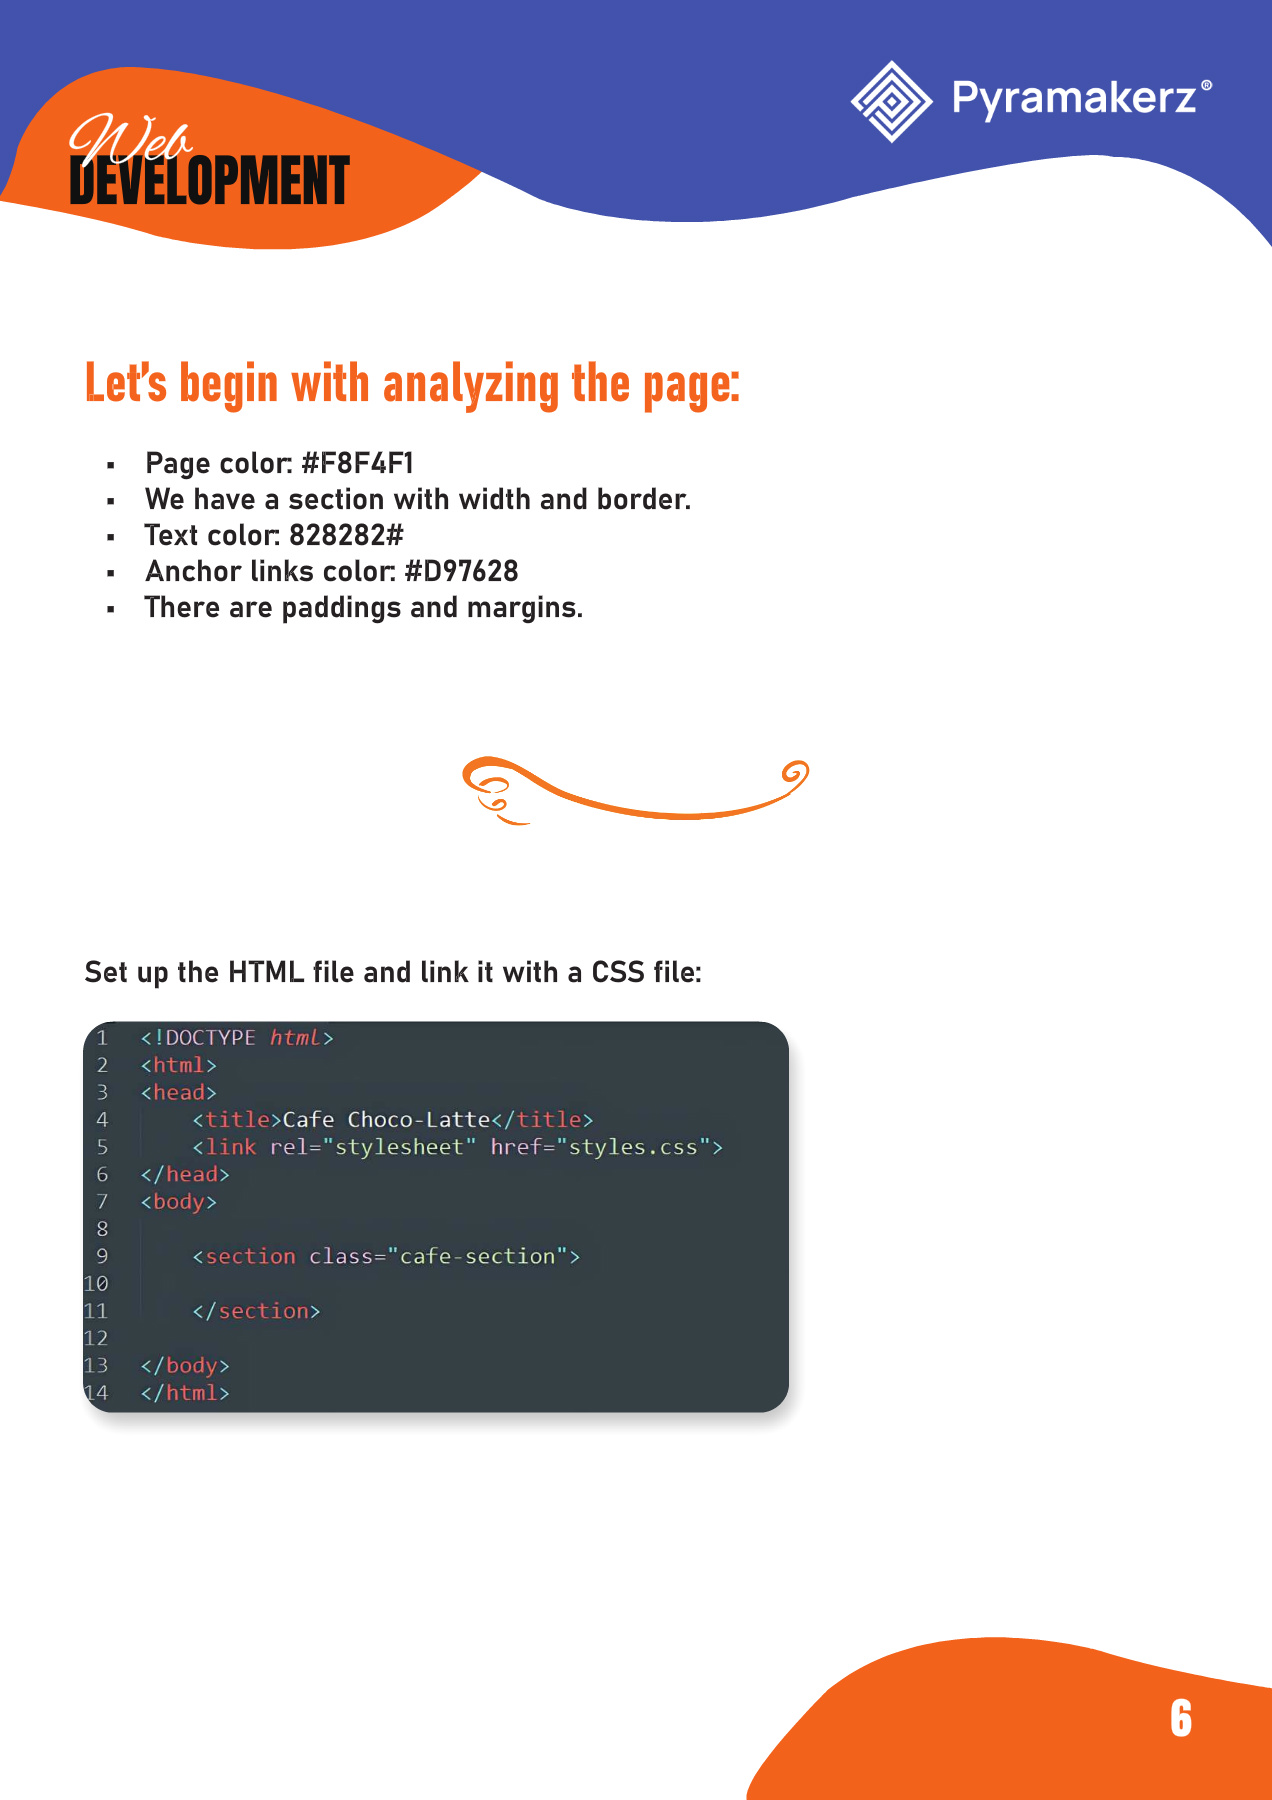 Web
DEVELOPMENT
Pyramakerz®
Let's begin with analyzing the page:
▪ Page color: #F8F4F1
▪ We have a section with width and border.
▪ Text color: 828282#
▪ Anchor links color: #D97628
▪ There are paddings and margins.
Set up the HTML file and link it with a CSS file:
1 <!DOCTYPE html>
2 <html>
3 <head>
4     <title>Cafe Choco-Latte</title>
5     <link rel="stylesheet" href="styles.css">
6 </head>
7 <body>
8
9     <section class="cafe-section">
10
11     </section>
12
13 </body>
14 </html>
6